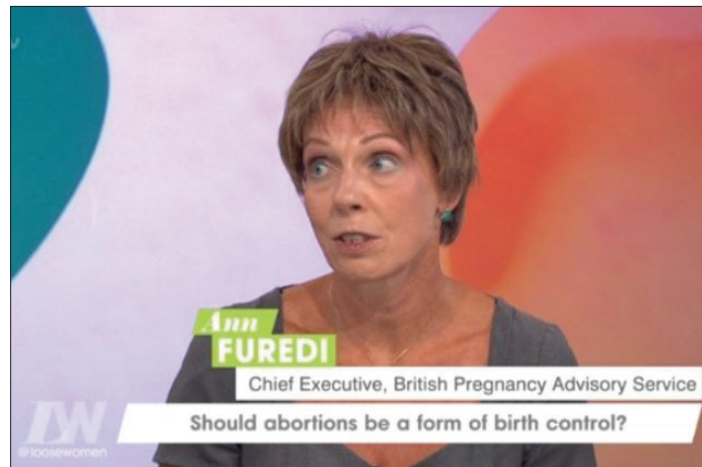 Ann
FUREDI
Chief Executive, British Pregnancy Advisory Service
Should abortions be a form of birth control?
LW
@loosewomen